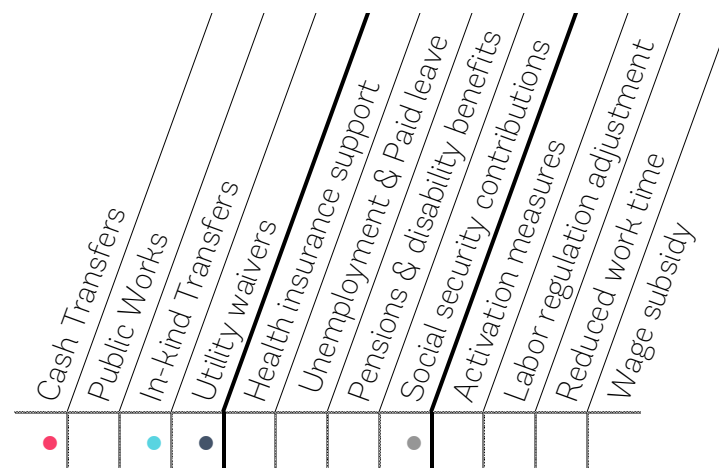 Cash Transfers
Public Works
In-kind Transfers
Utility waivers
Health insurance support
Unemployment & Paid leave
Pensions & disability benefits
Social security contributions
Activation measures
Labor regulation adjustment
Reduced work time
Wage subsidy